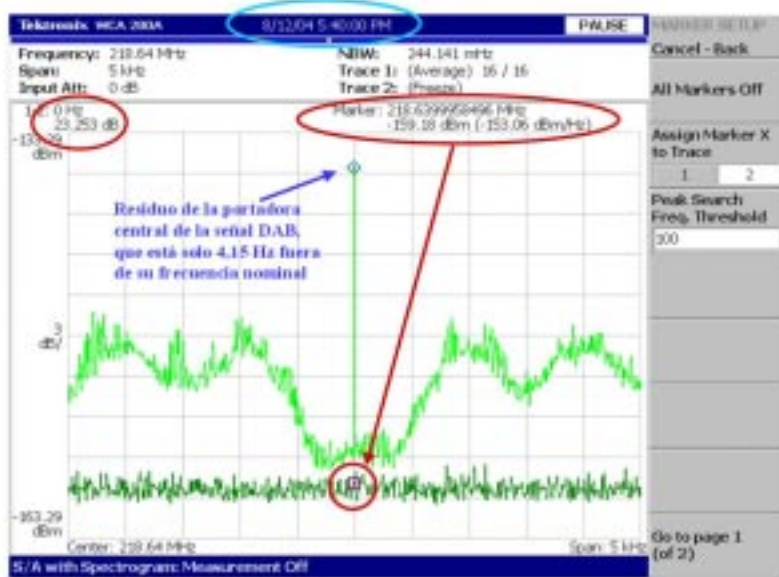 Tektronix WCA 200A 8/12/04 5:40:00 PM PAUSE MARKER SETUP
Frequency: 218.64 MHz NBW: 244.141 mHz
Span: 5 kHz Trace 1: (Average) 16 / 16
Input Att: 0 dB Trace 2: (Freeze)
Cancel - Back
1-2: 0 Hz Marker: 218.6399958496 MHz
23.253 dB -159.18 dBm (-153.06 dBm/Hz)
-133.29
dBm
All Markers Off
Assign Marker X
to Trace
1 2
Peak Search
Freq. Threshold
100
Residuo de la portadora
central de la señal DAB,
que está solo 4,15 Hz fuera
de su frecuencia nominal
3
dB/
-163.29
dBm
Center: 218.64 MHz Span: 5 kHz
Go to page 1
(of 2)
S/A with Spectrogram: Measurement Off